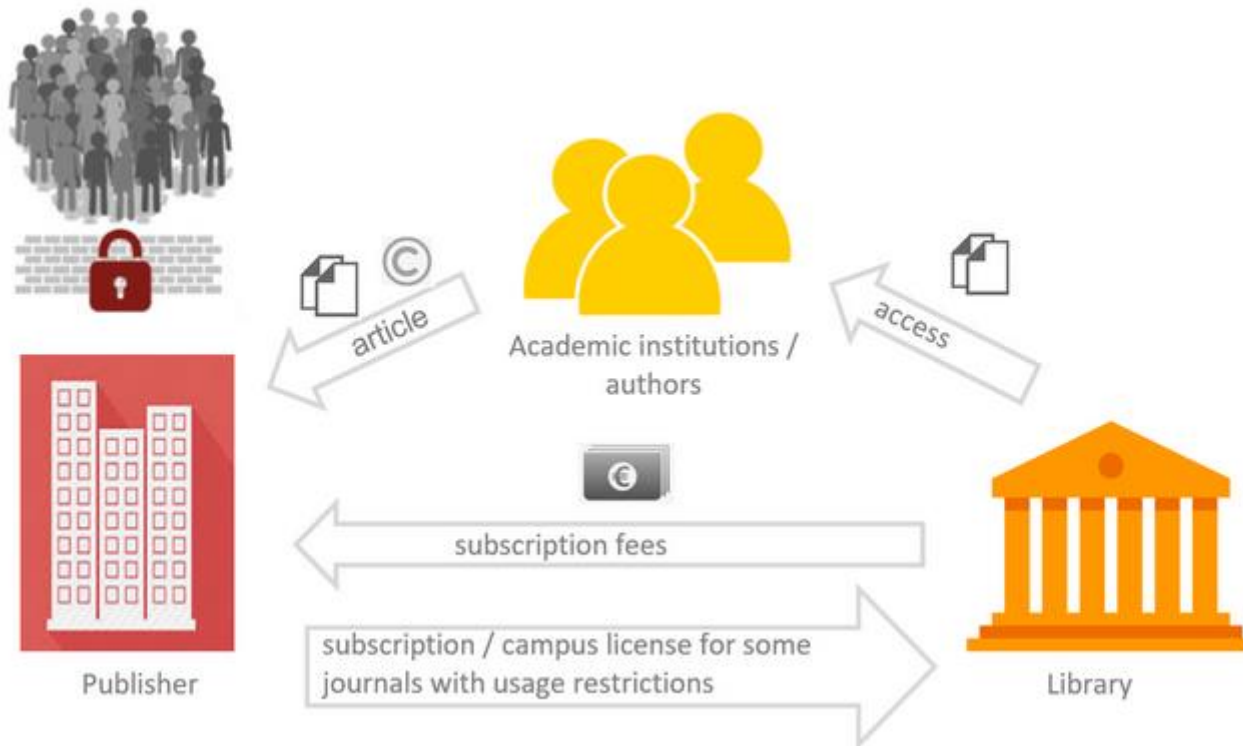 ©
article
Academic institutions /
authors
access
€
subscription fees
subscription / campus license for some
journals with usage restrictions
Publisher
Library